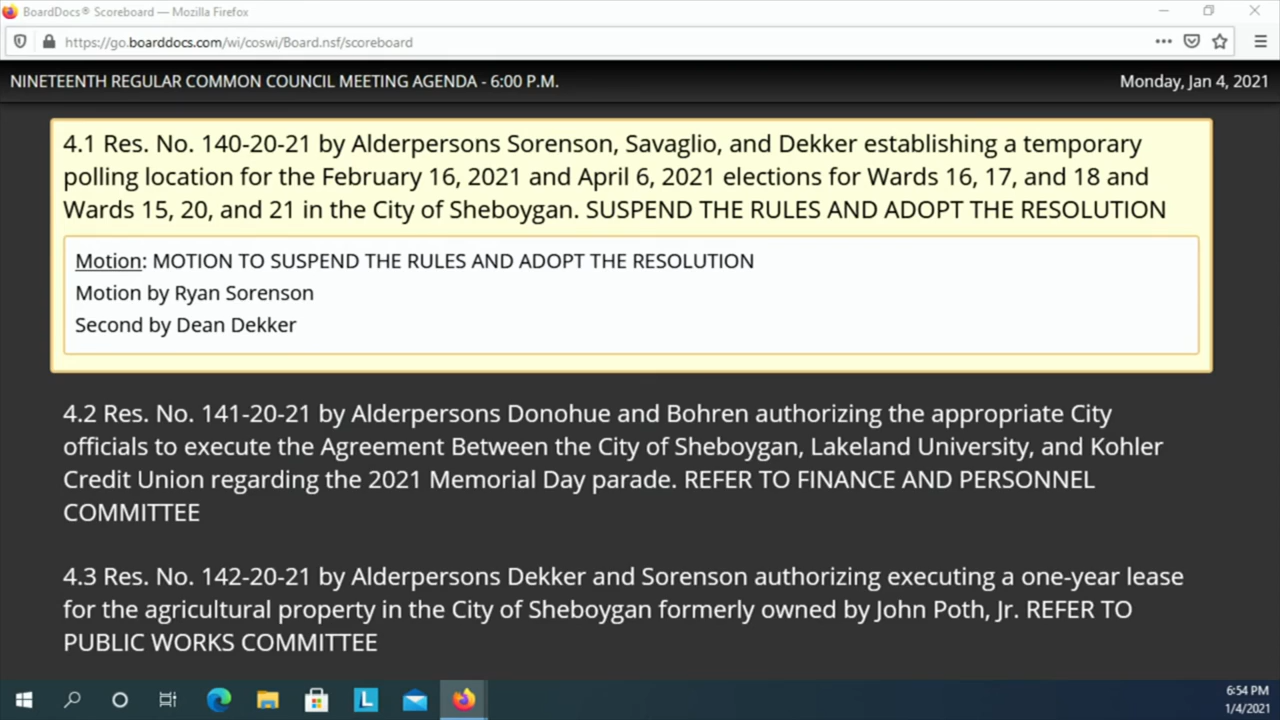 BoardDocs® Scoreboard — Mozilla Firefox
https://go.boarddocs.com/wi/coswi/Board.nsf/scoreboard
NINETEENTH REGULAR COMMON COUNCIL MEETING AGENDA - 6:00 P.M.
Monday, Jan 4, 2021
4.1 Res. No. 140-20-21 by Alderpersons Sorenson, Savaglio, and Dekker establishing a temporary
polling location for the February 16, 2021 and April 6, 2021 elections for Wards 16, 17, and 18 and
Wards 15, 20, and 21 in the City of Sheboygan. SUSPEND THE RULES AND ADOPT THE RESOLUTION
Motion: MOTION TO SUSPEND THE RULES AND ADOPT THE RESOLUTION
Motion by Ryan Sorenson
Second by Dean Dekker
4.2 Res. No. 141-20-21 by Alderpersons Donohue and Bohren authorizing the appropriate City
officials to execute the Agreement Between the City of Sheboygan, Lakeland University, and Kohler
Credit Union regarding the 2021 Memorial Day parade. REFER TO FINANCE AND PERSONNEL
COMMITTEE
4.3 Res. No. 142-20-21 by Alderpersons Dekker and Sorenson authorizing executing a one-year lease
for the agricultural property in the City of Sheboygan formerly owned by John Poth, Jr. REFER TO
PUBLIC WORKS COMMITTEE
L
6:54 PM
1/4/2021